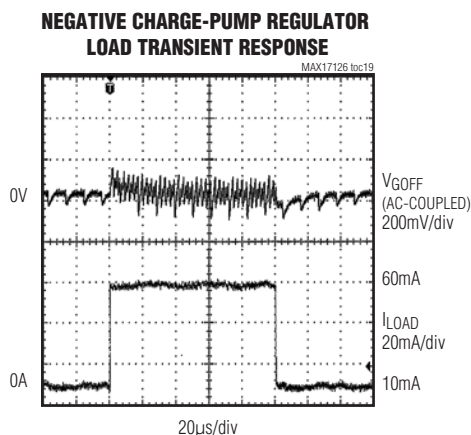 NEGATIVE CHARGE-PUMP REGULATOR
LOAD TRANSIENT RESPONSE
MAX17126 toc19
T
0V
VGOFF
(AC-COUPLED)
200mV/div
60mA
ILOAD
20mA/div
0A
10mA
20µs/div